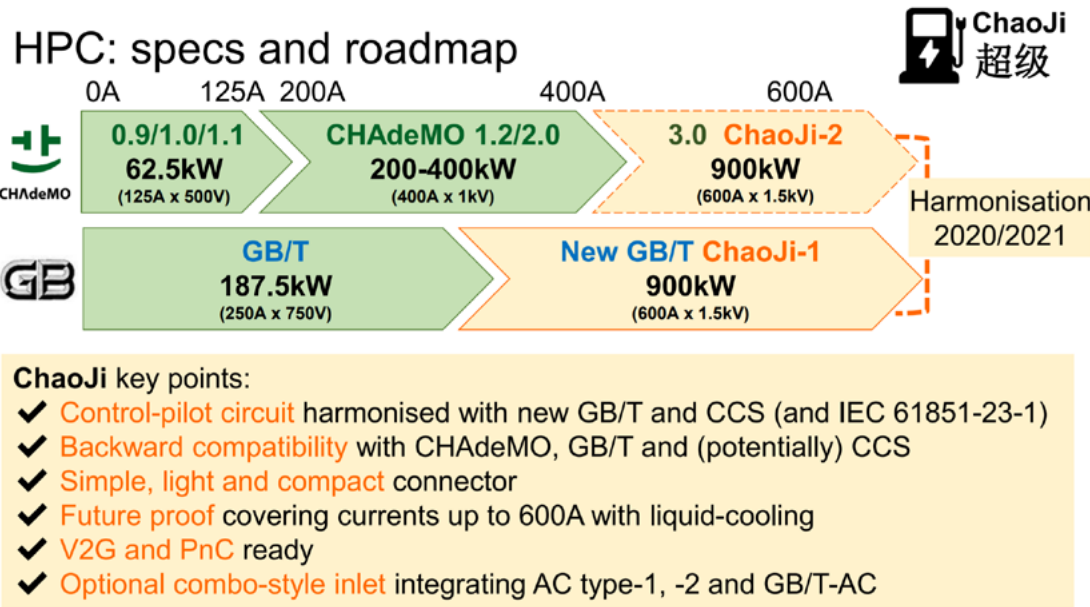 HPC: specs and roadmap
ChaoJi
超级
0A 125A 200A 400A 600A
CHAdeMO
0.9/1.0/1.1
62.5kW
(125A x 500V)
CHAdeMO 1.2/2.0
200-400kW
(400A x 1kV)
3.0 ChaoJi-2
900kW
(600A x 1.5kV)
Harmonisation
2020/2021
GB
GB/T
187.5kW
(250A x 750V)
New GB/T ChaoJi-1
900kW
(600A x 1.5kV)
ChaoJi key points:
✔ Control-pilot circuit harmonised with new GB/T and CCS (and IEC 61851-23-1)
✔ Backward compatibility with CHAdeMO, GB/T and (potentially) CCS
✔ Simple, light and compact connector
✔ Future proof covering currents up to 600A with liquid-cooling
✔ V2G and PnC ready
✔ Optional combo-style inlet integrating AC type-1, -2 and GB/T-AC